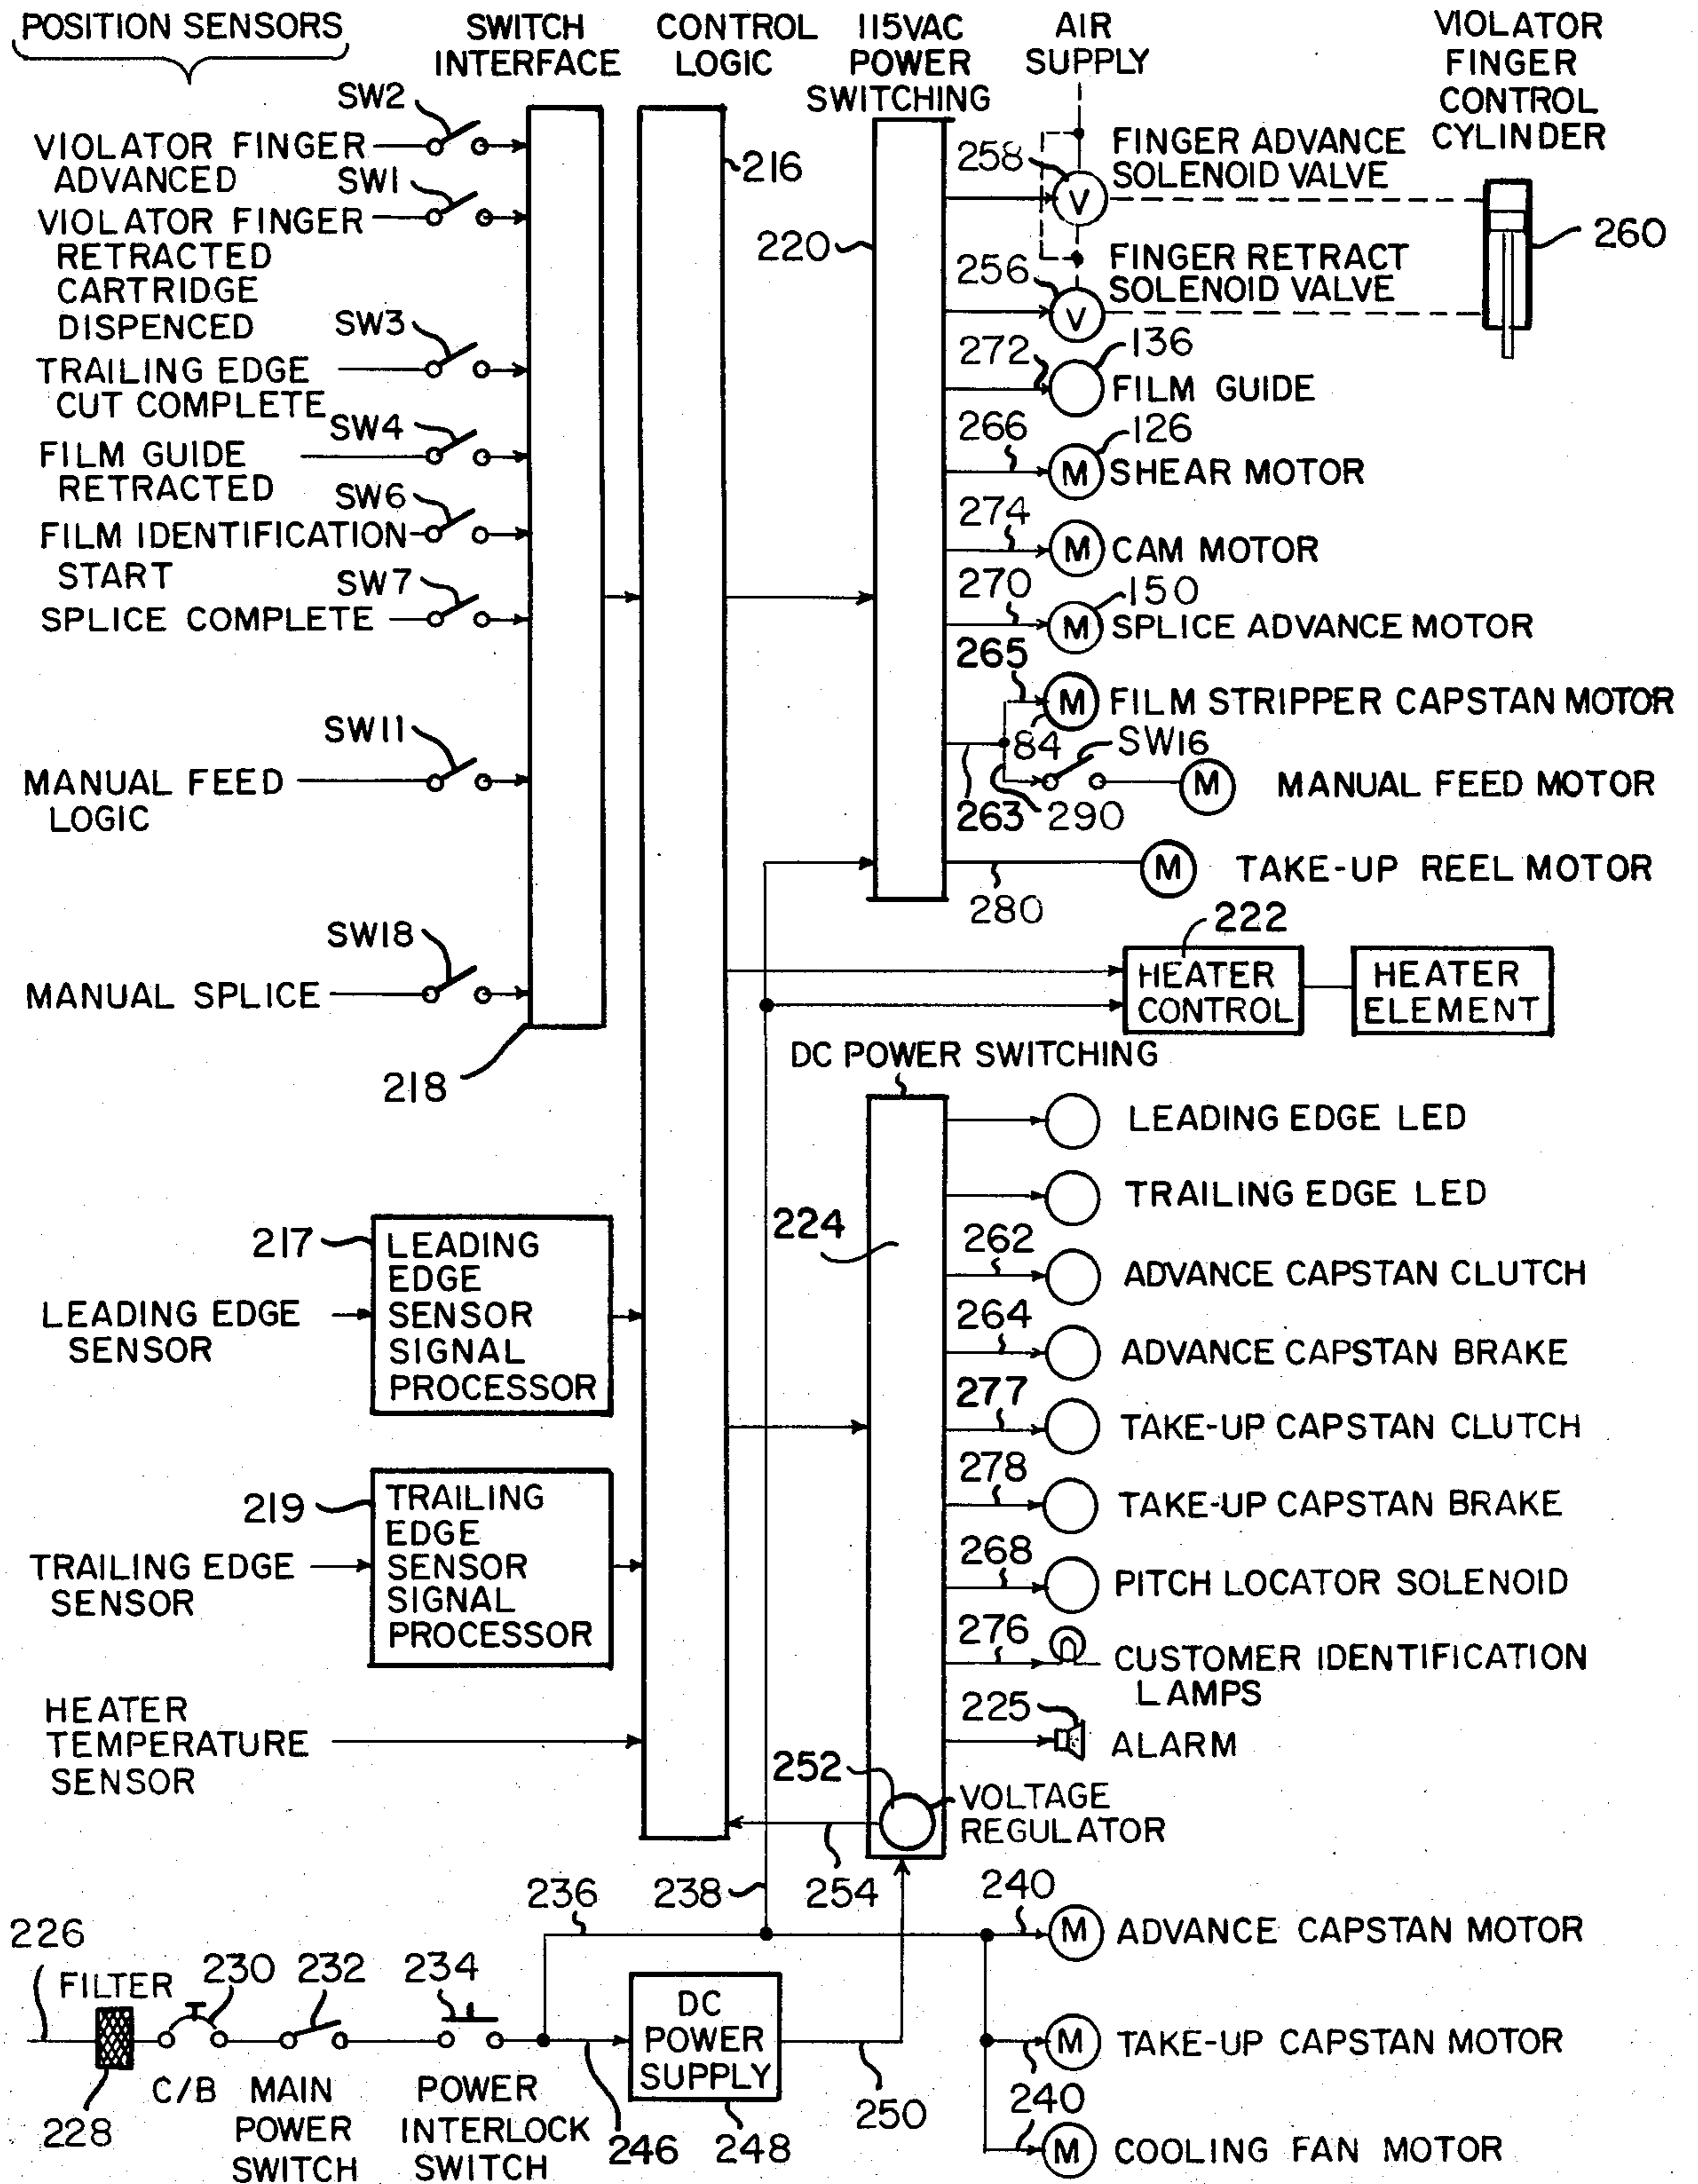 POSITION SENSORS
SWITCH
INTERFACE
CONTROL
LOGIC
115VAC
POWER
SWITCHING
AIR
SUPPLY
VIOLATOR
FINGER
CONTROL
CYLINDER
SW2
VIOLATOR FINGER
ADVANCED
SW1
VIOLATOR FINGER
RETRACTED
CARTRIDGE
DISPENCED
SW3
TRAILING EDGE
CUT COMPLETE
SW4
FILM GUIDE
RETRACTED
SW6
FILM IDENTIFICATION
START
SW7
SPLICE COMPLETE
SW11
MANUAL FEED
LOGIC
SW18
MANUAL SPLICE
218
216
220
258
V
FINGER ADVANCE
SOLENOID VALVE
256
V
FINGER RETRACT
SOLENOID VALVE
260
272
136
FILM GUIDE
266
126
M
SHEAR MOTOR
274
M
CAM MOTOR
270
150
M
SPLICE ADVANCE MOTOR
265
M
FILM STRIPPER CAPSTAN MOTOR
84
SW16
M
MANUAL FEED MOTOR
263
290
M
TAKE-UP REEL MOTOR
280
222
HEATER
CONTROL
HEATER
ELEMENT
DC POWER SWITCHING
LEADING EDGE LED
TRAILING EDGE LED
224
262
ADVANCE CAPSTAN CLUTCH
264
ADVANCE CAPSTAN BRAKE
277
TAKE-UP CAPSTAN CLUTCH
278
TAKE-UP CAPSTAN BRAKE
268
PITCH LOCATOR SOLENOID
276
CUSTOMER IDENTIFICATION
LAMPS
225
ALARM
252
VOLTAGE
REGULATOR
254
217
LEADING
EDGE
SENSOR
SIGNAL
PROCESSOR
LEADING EDGE
SENSOR
219
TRAILING
EDGE
SENSOR
SIGNAL
PROCESSOR
TRAILING EDGE
SENSOR
HEATER
TEMPERATURE
SENSOR
236
238
240
M
ADVANCE CAPSTAN MOTOR
226
FILTER
230
232
234
DC
POWER
SUPPLY
M
TAKE-UP CAPSTAN MOTOR
240
228
C/B
MAIN
POWER
SWITCH
POWER
INTERLOCK
SWITCH
246
248
250
240
M
COOLING FAN MOTOR